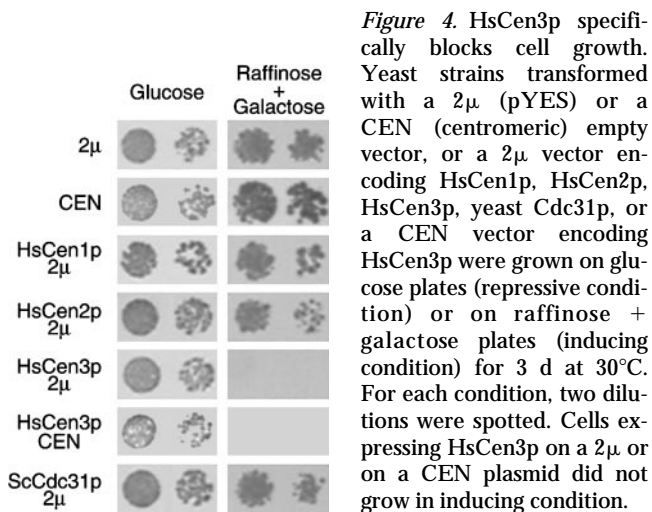 Glucose
Raffinose
+
Galactose
2μ
CEN
HsCen1p
2μ
HsCen2p
2μ
HsCen3p
2μ
HsCen3p
CEN
ScCdc31p
2μ
Figure 4. HsCen3p specifi-
cally blocks cell growth.
Yeast strains transformed
with a 2μ (pYES) or a
CEN (centromeric) empty
vector, or a 2μ vector en-
coding HsCen1p, HsCen2p,
HsCen3p, yeast Cdc31p, or
a CEN vector encoding
HsCen3p were grown on glu-
cose plates (repressive condi-
tion) or on raffinose +
galactose plates (inducing
condition) for 3 d at 30°C.
For each condition, two dilu-
tions were spotted. Cells ex-
pressing HsCen3p on a 2μ or
on a CEN plasmid did not
grow in inducing condition.